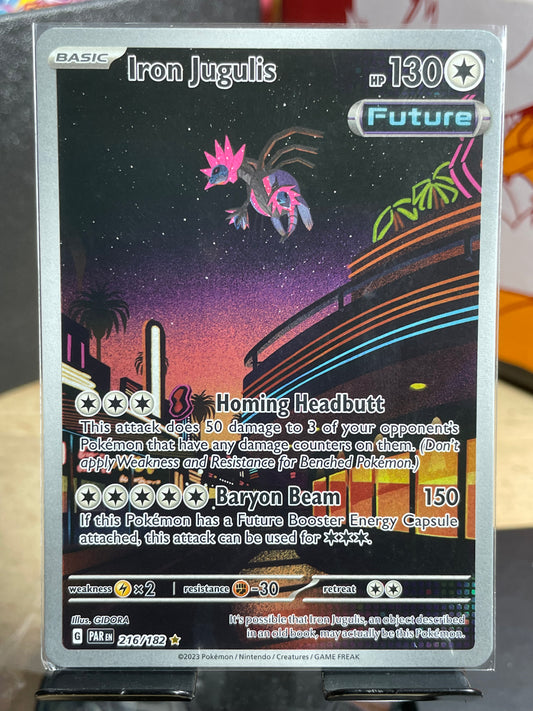 BASIC
Iron Jugulis
HP 130
Future
Homing Headbutt
This attack does 50 damage to 3 of your opponent's
Pokémon that have any damage counters on them. (Don't
apply Weakness and Resistance for Benched Pokémon.)
Baryon Beam 150
If this Pokémon has a Future Booster Energy Capsule
attached, this attack can be used for
weakness ×2 resistance -30 retreat
Illus. GIDORA
It's possible that Iron Jugulis, an object described
in an old book, may actually be this Pokémon.
G PAR EN 216/182
©2023 Pokémon / Nintendo / Creatures / GAME FREAK